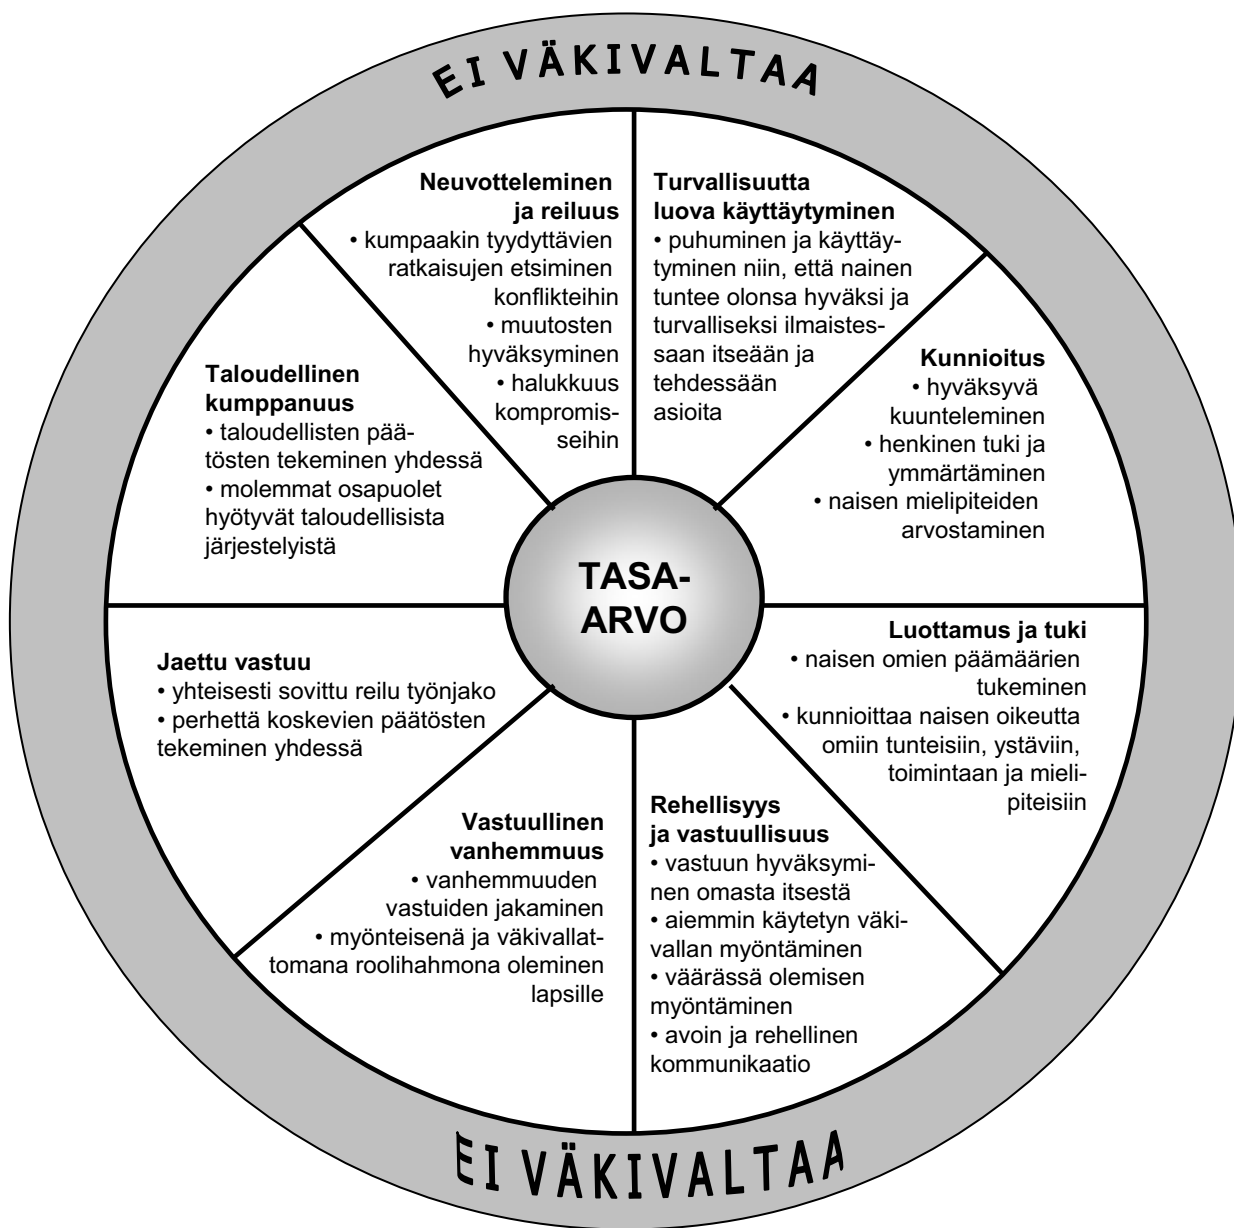 EI VÄKIVALTAA
Neuvotteleminen
ja reiluus
• kumpaakin tyydyttävien
ratkaisujen etsiminen
konflikteihin
• muutosten
hyväksyminen
• halukkuus
kompromis-
seihin
Turvallisuutta
luova käyttäytyminen
• puhuminen ja käyttäy-
tyminen niin, että nainen
tuntee olonsa hyväksi ja
turvalliseksi ilmaistes-
saan itseään ja
tehdessään
asioita
Kunnioitus
• hyväksyvä
kuunteleminen
• henkinen tuki ja
ymmärtäminen
• naisen mielipiteiden
arvostaminen
Taloudellinen
kumppanuus
• taloudellisten pää-
tösten tekeminen yhdessä
• molemmat osapuolet
hyötyvät taloudellisista
järjestelyistä
TASA-
ARVO
Luottamus ja tuki
• naisen omien päämäärien
tukeminen
• kunnioittaa naisen oikeutta
omiin tunteisiin, ystäviin,
toimintaan ja mieli-
piteisiin
Jaettu vastuu
• yhteisesti sovittu reilu työnjako
• perhettä koskevien päätösten
tekeminen yhdessä
Vastuullinen
vanhemmuus
• vanhemmuuden
vastuiden jakaminen
• myönteisenä ja väkivallat-
tomana roolihahmona oleminen
lapsille
Rehellisyys
ja vastuullisuus
• vastuun hyväksymi-
nen omasta itsestä
• aiemmin käytetyn väki-
vallan myöntäminen
• väärässä olemisen
myöntäminen
• avoin ja rehellinen
kommunikaatio
EI VÄKIVALTAA